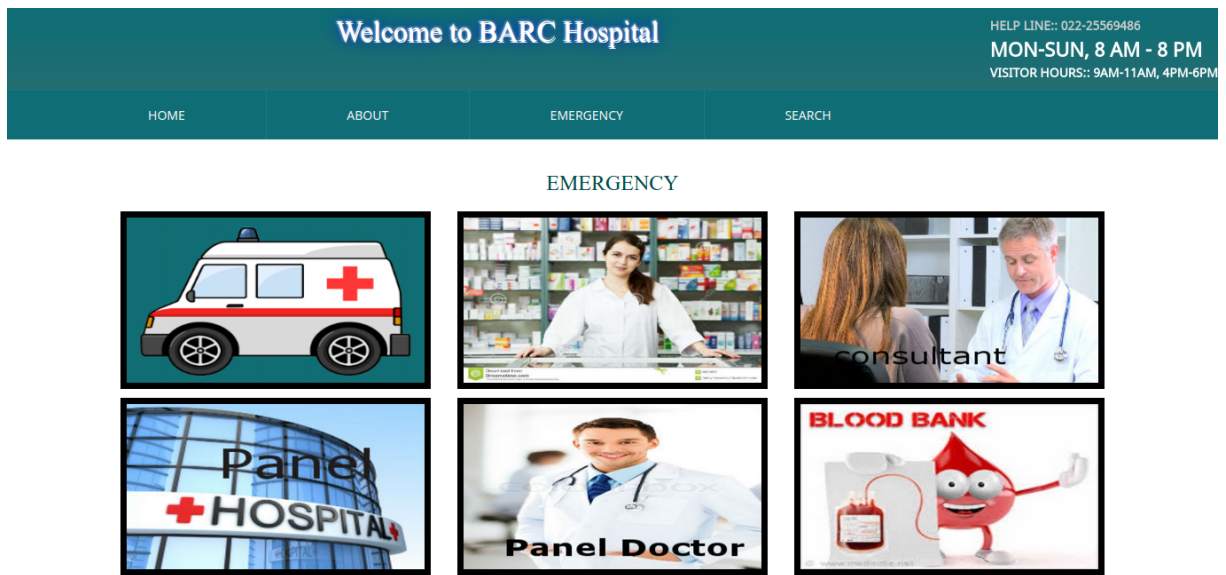 Welcome to BARC Hospital
HELP LINE:: 022-25569486
MON-SUN, 8 AM - 8 PM
VISITOR HOURS:: 9AM-11AM, 4PM-6PM
HOME
ABOUT
EMERGENCY
SEARCH
EMERGENCY
consultant
Panel
HOSPITAL
Panel Doctor
BLOOD BANK